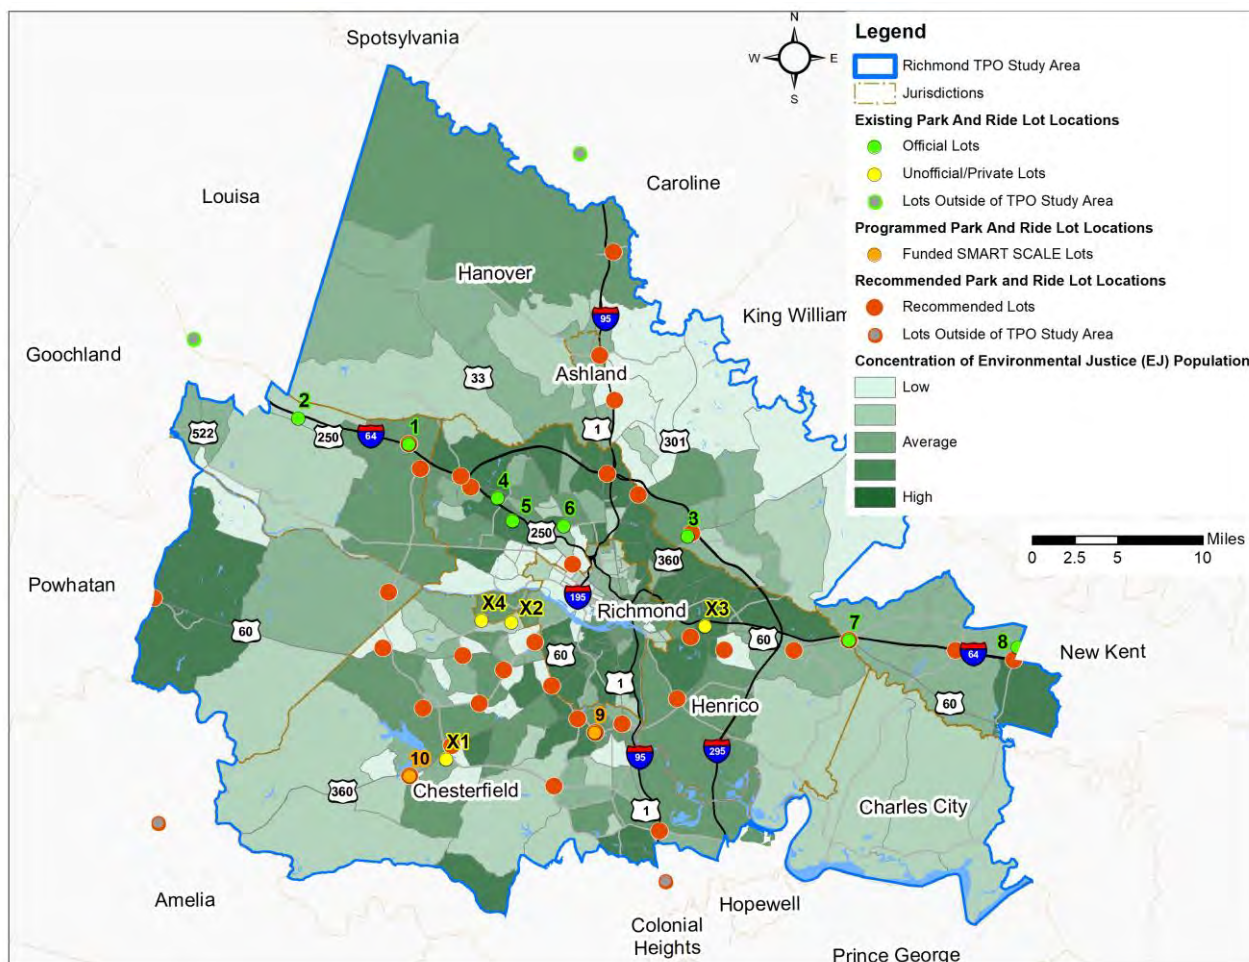 Spotsylvania
N
W
E
S
Louisa
Caroline
Hanover
King William
Goochland
Ashland
95
33
1
301
522
2
250
64
1
4
5
6
250
3
360
Powhatan
60
X4
X2
195
Richmond
X3
60
7
8
64
New Kent
60
60
1
Henrico
9
95
295
X1
10
360
Chesterfield
1
Charles City
Amelia
Hopewell
Colonial
Heights
Prince George
Legend
Richmond TPO Study Area
Jurisdictions
Existing Park And Ride Lot Locations
Official Lots
Unofficial/Private Lots
Lots Outside of TPO Study Area
Programmed Park And Ride Lot Locations
Funded SMART SCALE Lots
Recommended Park and Ride Lot Locations
Recommended Lots
Lots Outside of TPO Study Area
Concentration of Environmental Justice (EJ) Population
Low
Average
High
Miles
0 2.5 5 10